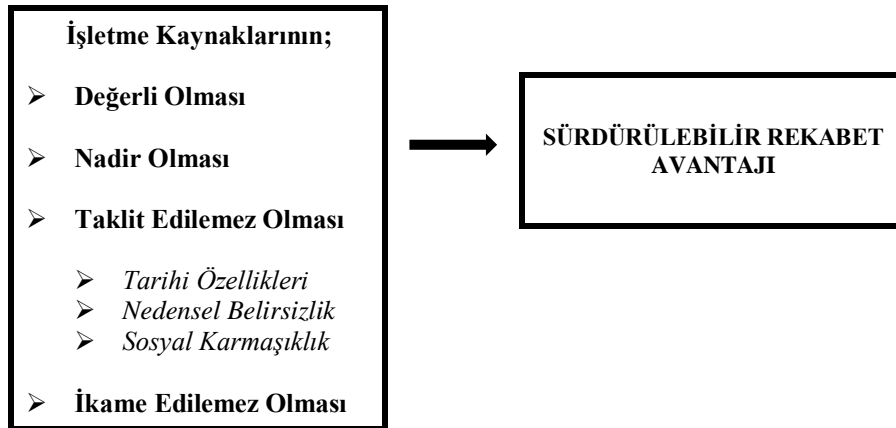 İşletme Kaynaklarının;
➢ Değerli Olması
➢ Nadir Olması
➢ Taklit Edilemez Olması
➢ Tarihi Özellikleri
➢ Nedensel Belirsizlik
➢ Sosyal Karmaşıklık
➢ İkame Edilemez Olması
SÜRDÜRÜLEBİLİR REKABET
AVANTAJI